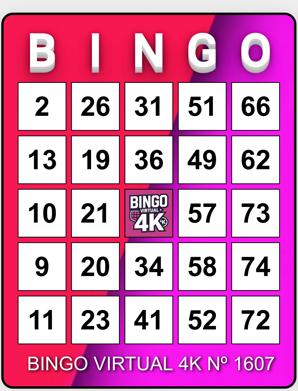 B I N G O
2 26 31 51 66
13 19 36 49 62
10 21 BINGO VIRTUAL 4K 57 73
9 20 34 58 74
11 23 41 52 72
BINGO VIRTUAL 4K Nº 1607